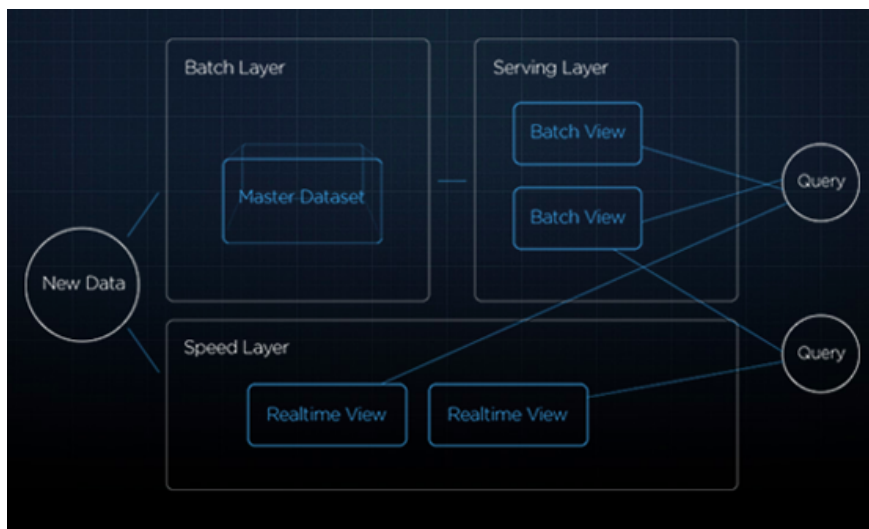 Batch Layer
Serving Layer
Batch View
Master Dataset
Batch View
Query
New Data
Speed Layer
Query
Realtime View
Realtime View